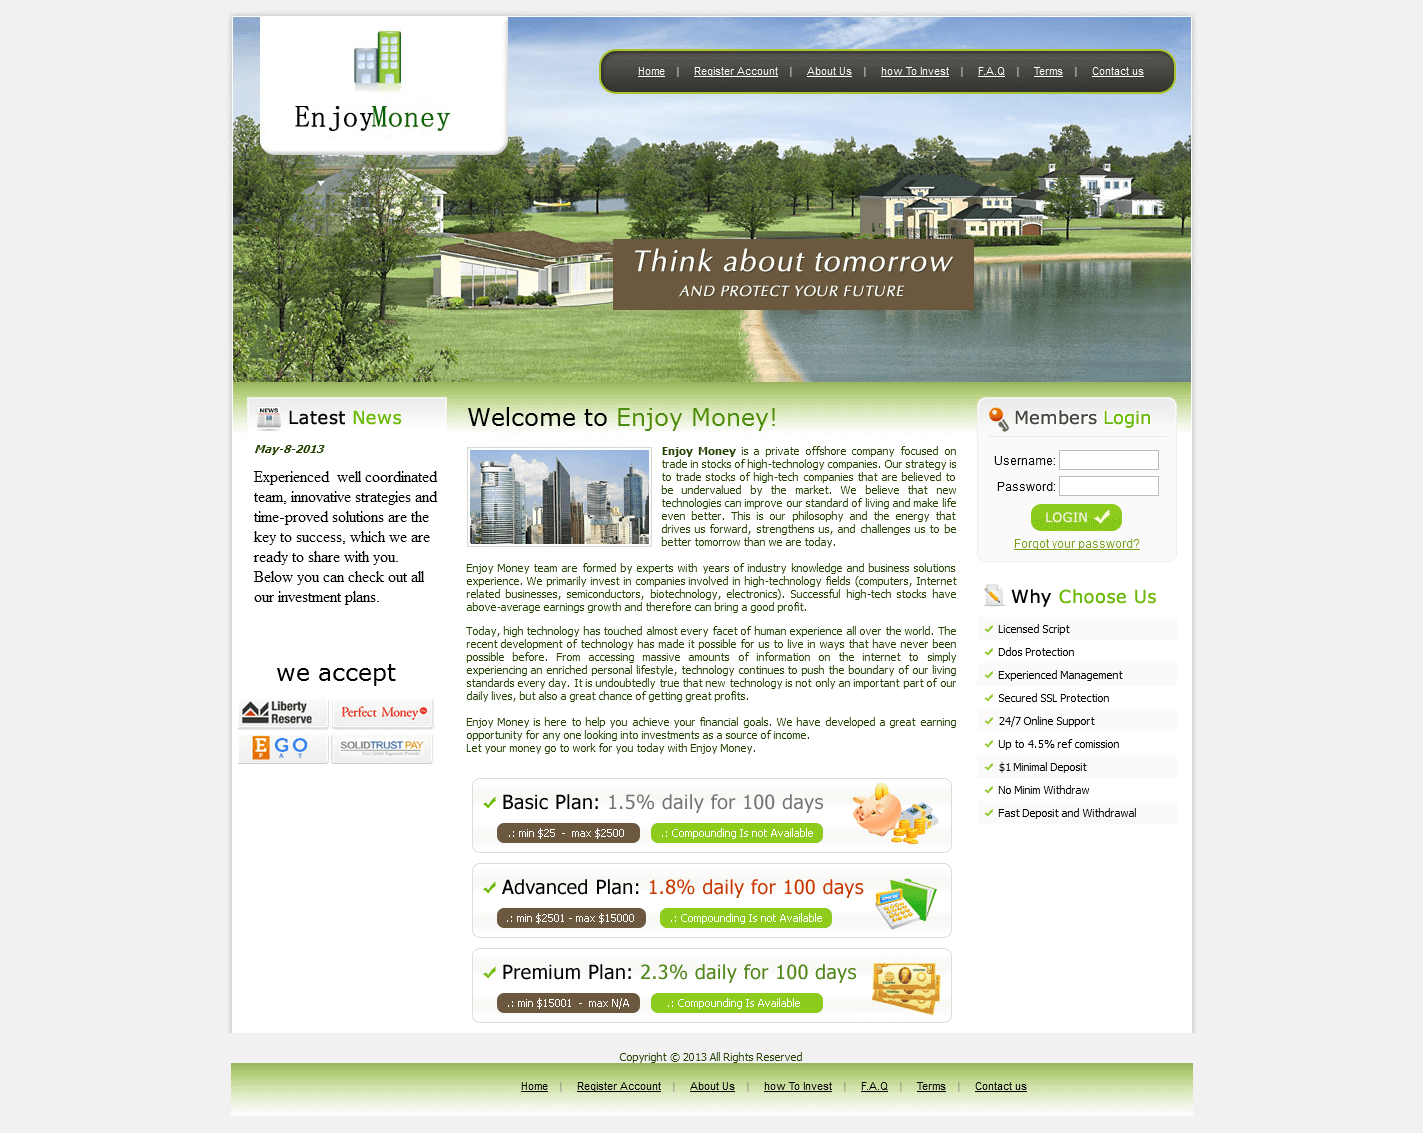 EnjoyMoney
Home | Register Account | About Us | how To Invest | F.A.Q | Terms | Contact us
Think about tomorrow
AND PROTECT YOUR FUTURE
NEWS
Latest News
May-8-2013
Experienced well coordinated
team, innovative strategies and
time-proved solutions are the
key to success, which we are
ready to share with you.
Below you can check out all
our investment plans.
we accept
Liberty
Reserve
Perfect Money
EGO
PAY
SOLIDTRUST PAY
Welcome to Enjoy Money!
Enjoy Money is a private offshore company focused on
trade in stocks of high-technology companies. Our strategy is
to trade stocks of high-tech companies that are believed to
be undervalued by the market. We believe that new
technologies can improve our standard of living and make life
even better. This is our philosophy and the energy that
drives us forward, strengthens us, and challenges us to be
better tomorrow than we are today.
Enjoy Money team are formed by experts with years of industry knowledge and business solutions
experience. We primarily invest in companies involved in high-technology fields (computers, Internet
related businesses, semiconductors, biotechnology, electronics). Successful high-tech stocks have
above-average earnings growth and therefore can bring a good profit.
Today, high technology has touched almost every facet of human experience all over the world. The
recent development of technology has made it possible for us to live in ways that have never been
possible before. From accessing massive amounts of information on the internet to simply
experiencing an enriched personal lifestyle, technology continues to push the boundary of our living
standards every day. It is undoubtedly true that new technology is not only an important part of our
daily lives, but also a great chance of getting great profits.
Enjoy Money is here to help you achieve your financial goals. We have developed a great earning
opportunity for any one looking into investments as a source of income.
Let your money go to work for you today with Enjoy Money.
Basic Plan: 1.5% daily for 100 days
.: min $25 - max $2500
.: Compounding Is not Available
Advanced Plan: 1.8% daily for 100 days
.: min $2501 - max $15000
.: Compounding Is not Available
Premium Plan: 2.3% daily for 100 days
.: min $15001 - max N/A
.: Compounding Is Available
Members Login
Username:
Password:
LOGIN
Forgot your password?
Why Choose Us
Licensed Script
Ddos Protection
Experienced Management
Secured SSL Protection
24/7 Online Support
Up to 4.5% ref comission
$1 Minimal Deposit
No Minim Withdraw
Fast Deposit and Withdrawal
Copyright © 2013 All Rights Reserved
Home | Register Account | About Us | how To Invest | F.A.Q | Terms | Contact us